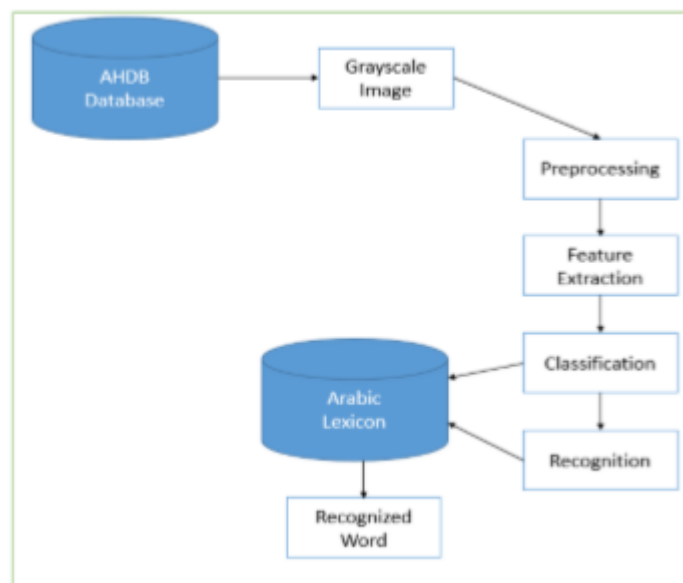 AHDB
Database
Grayscale
Image
Preprocessing
Feature
Extraction
Classification
Arabic
Lexicon
Recognition
Recognized
Word